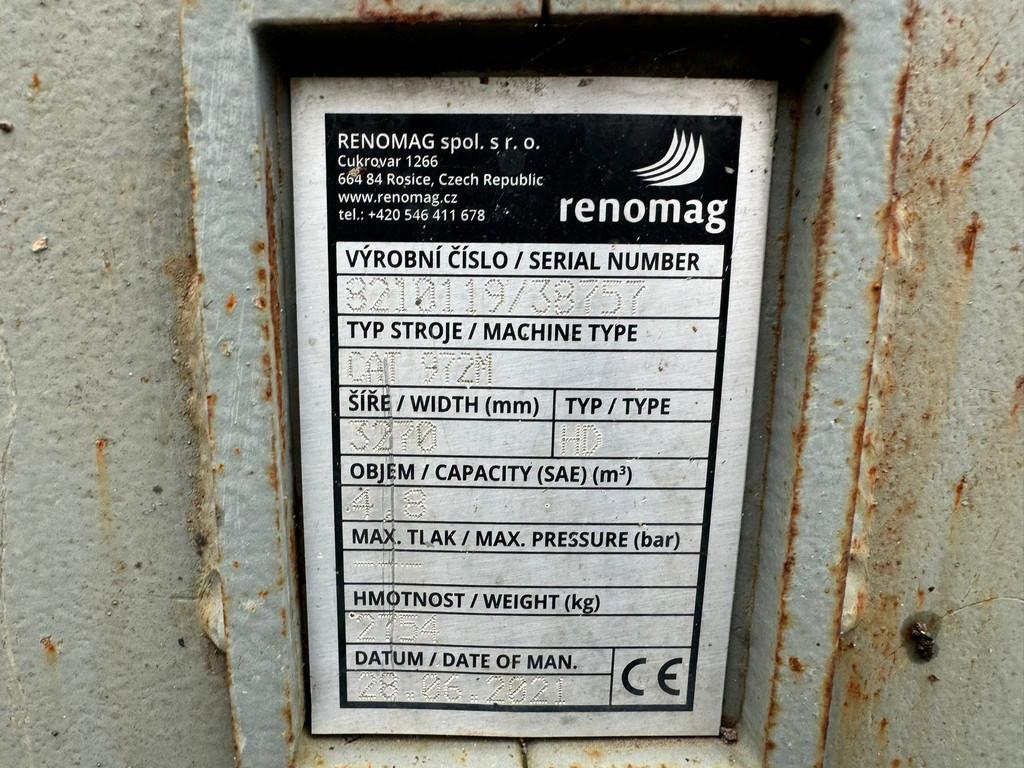 RENOMAG spol. s r. o.
Cukrovar 1266
664 84 Rosice, Czech Republic
www.renomag.cz
tel.: +420 546 411 678
renomag
VÝROBNÍ ČÍSLO / SERIAL NUMBER
8210119/38757
TYP STROJE / MACHINE TYPE
CAT 972M
ŠÍŘE / WIDTH (mm) TYP / TYPE
3270 HD
OBJEM / CAPACITY (SAE) (m³)
4.8
MAX. TLAK / MAX. PRESSURE (bar)
---
HMOTNOST / WEIGHT (kg)
2754
DATUM / DATE OF MAN.
28.06.2021
CE